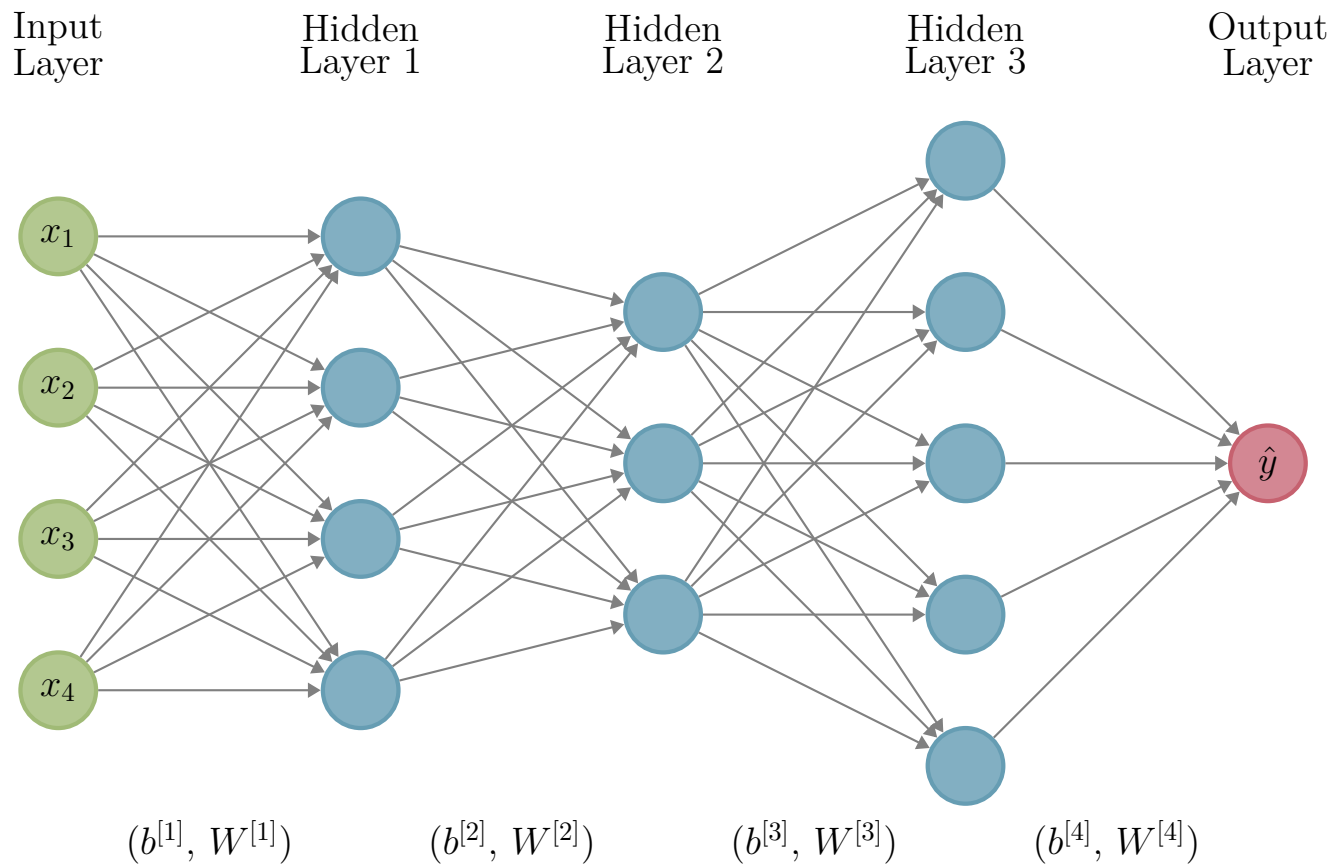 Input
Layer
Hidden
Layer 1
Hidden
Layer 2
Hidden
Layer 3
Output
Layer
x₁
x₂
x₃
x₄
ŷ
(b^[1], W^[1])
(b^[2], W^[2])
(b^[3], W^[3])
(b^[4], W^[4])